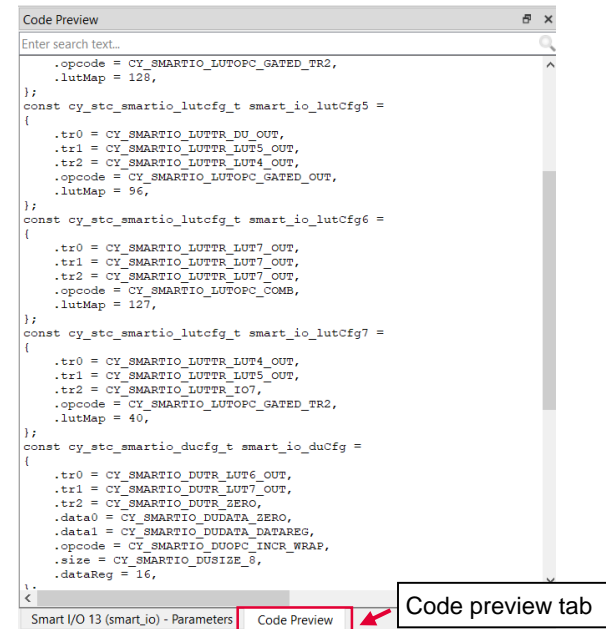 Code Preview
Enter search text...
.opcode = CY_SMARTIO_LUTOPC_GATED_TR2,
.lutMap = 128,
};
const cy_stc_smartio_lutcfg_t smart_io_lutCfg5 =
{
.tr0 = CY_SMARTIO_LUTTR_DU_OUT,
.tr1 = CY_SMARTIO_LUTTR_LUT5_OUT,
.tr2 = CY_SMARTIO_LUTTR_LUT4_OUT,
.opcode = CY_SMARTIO_LUTOPC_GATED_OUT,
.lutMap = 96,
};
const cy_stc_smartio_lutcfg_t smart_io_lutCfg6 =
{
.tr0 = CY_SMARTIO_LUTTR_LUT7_OUT,
.tr1 = CY_SMARTIO_LUTTR_LUT7_OUT,
.tr2 = CY_SMARTIO_LUTTR_LUT7_OUT,
.opcode = CY_SMARTIO_LUTOPC_COMB,
.lutMap = 127,
};
const cy_stc_smartio_lutcfg_t smart_io_lutCfg7 =
{
.tr0 = CY_SMARTIO_LUTTR_LUT4_OUT,
.tr1 = CY_SMARTIO_LUTTR_LUT5_OUT,
.tr2 = CY_SMARTIO_LUTTR_IO7,
.opcode = CY_SMARTIO_LUTOPC_GATED_TR2,
.lutMap = 40,
};
const cy_stc_smartio_ducfg_t smart_io_duCfg =
{
.tr0 = CY_SMARTIO_DUTR_LUT6_OUT,
.tr1 = CY_SMARTIO_DUTR_LUT7_OUT,
.tr2 = CY_SMARTIO_DUTR_ZERO,
.data0 = CY_SMARTIO_DUDATA_ZERO,
.data1 = CY_SMARTIO_DUDATA_DATAREG,
.opcode = CY_SMARTIO_DUOPC_INCR_WRAP,
.size = CY_SMARTIO_DUSIZE_8,
.dataReg = 16,
Smart I/O 13 (smart_io) - Parameters Code Preview
Code preview tab